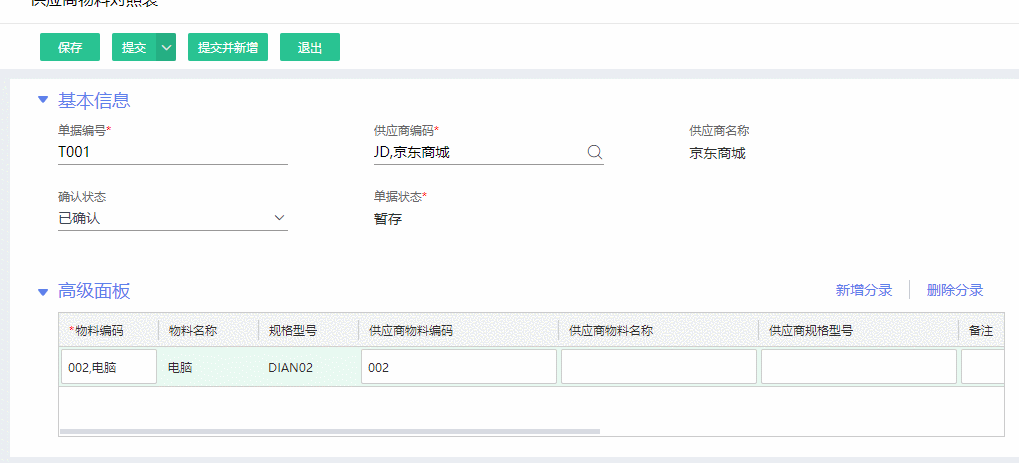 供应商物料对照表
保存 提交 提交并新增 退出
基本信息
单据编号* 供应商编码* 供应商名称
T001 JD,京东商城 京东商城
确认状态 单据状态*
已确认 暂存
高级面板 新增分录 删除分录
*物料编码 物料名称 规格型号 供应商物料编码 供应商物料名称 供应商规格型号 备注
002,电脑 电脑 DIAN02 002